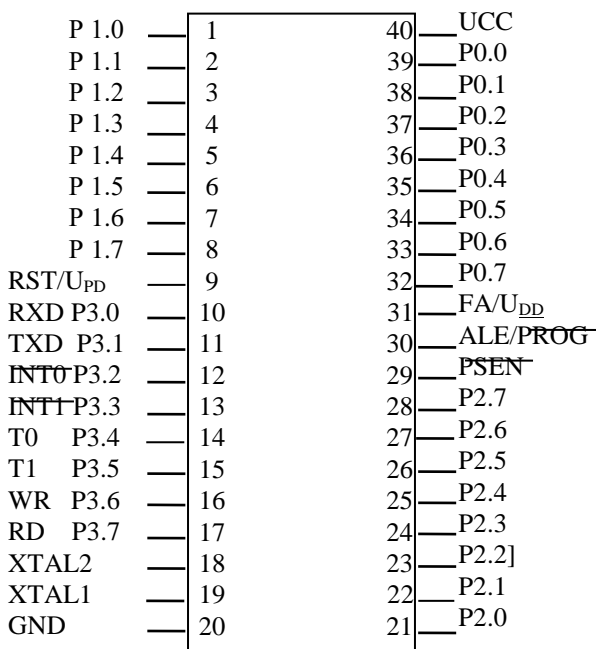 P 1.0 1 40 UCC
P 1.1 2 39 P0.0
P 1.2 3 38 P0.1
P 1.3 4 37 P0.2
P 1.4 5 36 P0.3
P 1.5 6 35 P0.4
P 1.6 7 34 P0.5
P 1.7 8 33 P0.6
RST/UPD 9 32 P0.7
RXD P3.0 10 31 FA/UDD
TXD P3.1 11 30 ALE/PROG
INT0 P3.2 12 29 PSEN
INT1 P3.3 13 28 P2.7
T0 P3.4 14 27 P2.6
T1 P3.5 15 26 P2.5
WR P3.6 16 25 P2.4
RD P3.7 17 24 P2.3
XTAL2 18 23 P2.2]
XTAL1 19 22 P2.1
GND 20 21 P2.0